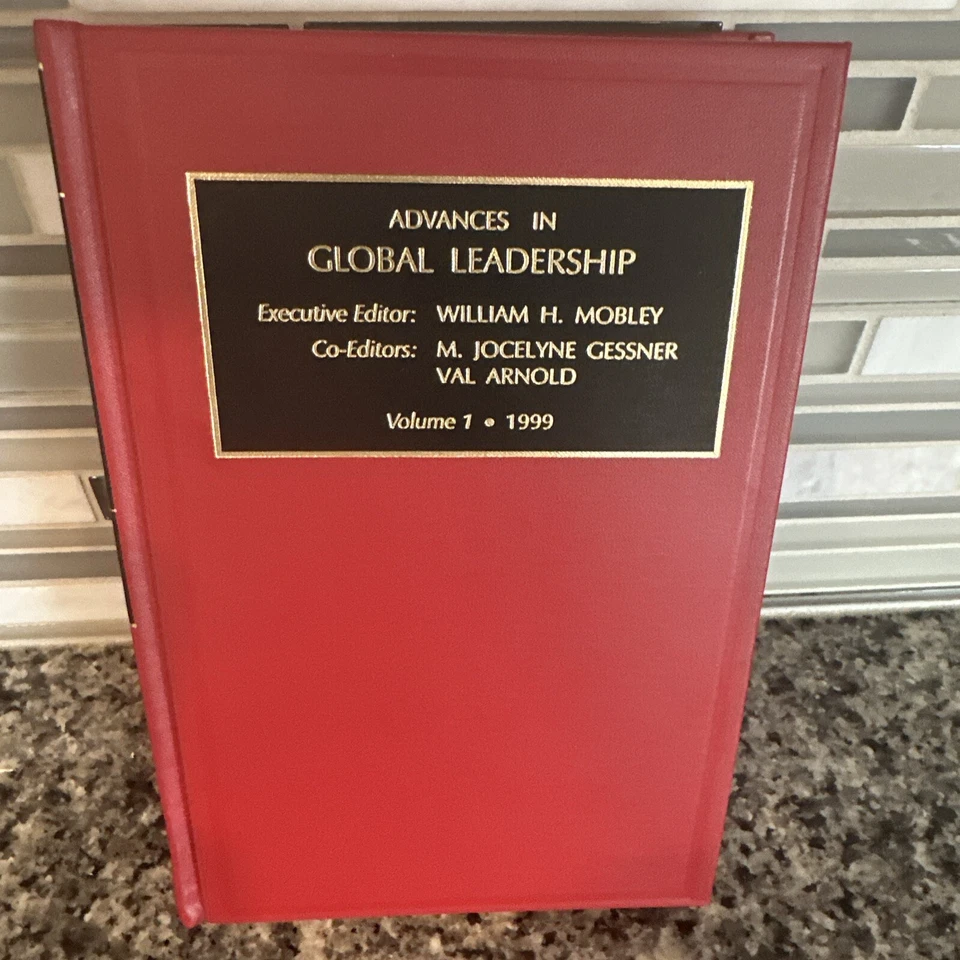 ADVANCES IN
GLOBAL LEADERSHIP
Executive Editor: WILLIAM H. MOBLEY
Co-Editors: M. JOCELYNE GESSNER
VAL ARNOLD
Volume 1 • 1999